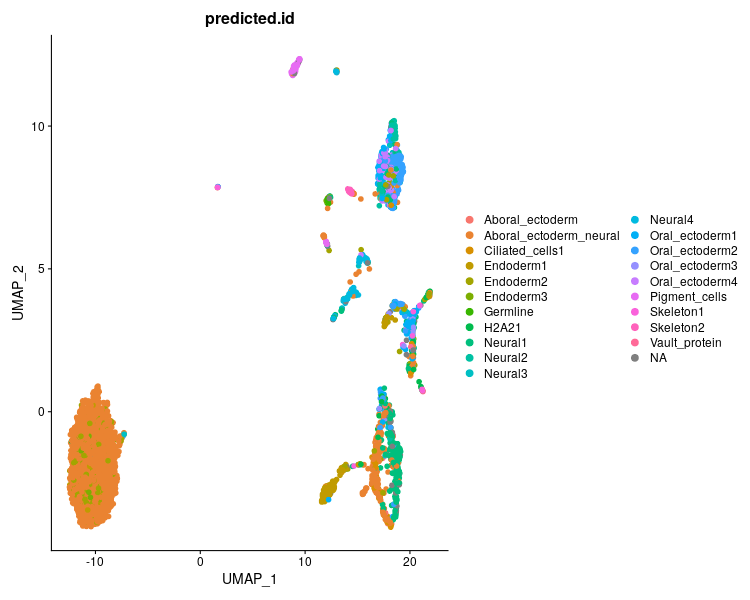 predicted.id
10
5
0
UMAP_2
-10
0
10
20
UMAP_1
Aboral_ectoderm
Aboral_ectoderm_neural
Ciliated_cells1
Endoderm1
Endoderm2
Endoderm3
Germline
H2A21
Neural1
Neural2
Neural3
Neural4
Oral_ectoderm1
Oral_ectoderm2
Oral_ectoderm3
Oral_ectoderm4
Pigment_cells
Skeleton1
Skeleton2
Vault_protein
NA